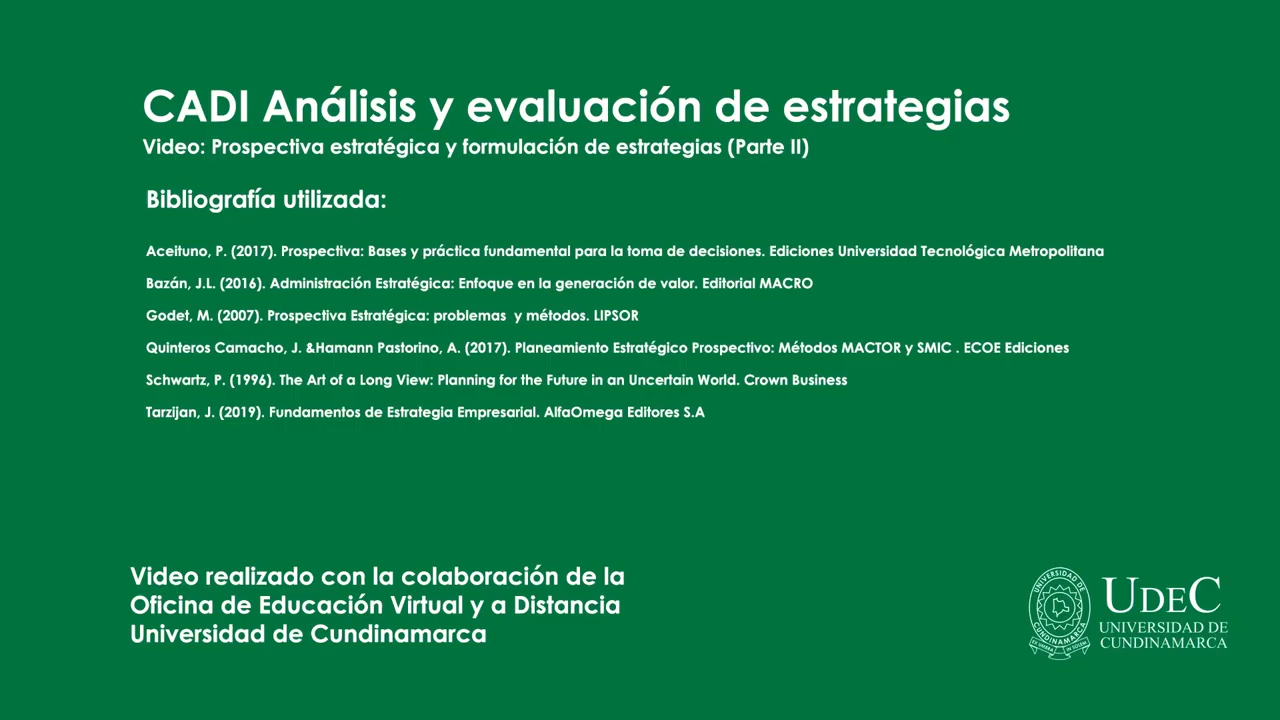 CADI Análisis y evaluación de estrategias
Video: Prospectiva estratégica y formulación de estrategias (Parte II)
Bibliografía utilizada:
Aceituno, P. (2017). Prospectiva: Bases y práctica fundamental para la toma de decisiones. Ediciones Universidad Tecnológica Metropolitana
Bazán, J.L. (2016). Administración Estratégica: Enfoque en la generación de valor. Editorial MACRO
Godet, M. (2007). Prospectiva Estratégica: problemas  y métodos. LIPSOR
Quinteros Camacho, J. &Hamann Pastorino, A. (2017). Planeamiento Estratégico Prospectivo: Métodos MACTOR y SMIC . ECOE Ediciones
Schwartz, P. (1996). The Art of a Long View: Planning for the Future in an Uncertain World. Crown Business
Tarzijan, J. (2019). Fundamentos de Estrategia Empresarial. AlfaOmega Editores S.A
Video realizado con la colaboración de la
Oficina de Educación Virtual y a Distancia
Universidad de Cundinamarca
UNIVERSIDAD DE
CUNDINAMARCA
UDEC
UNIVERSIDAD DE
CUNDINAMARCA